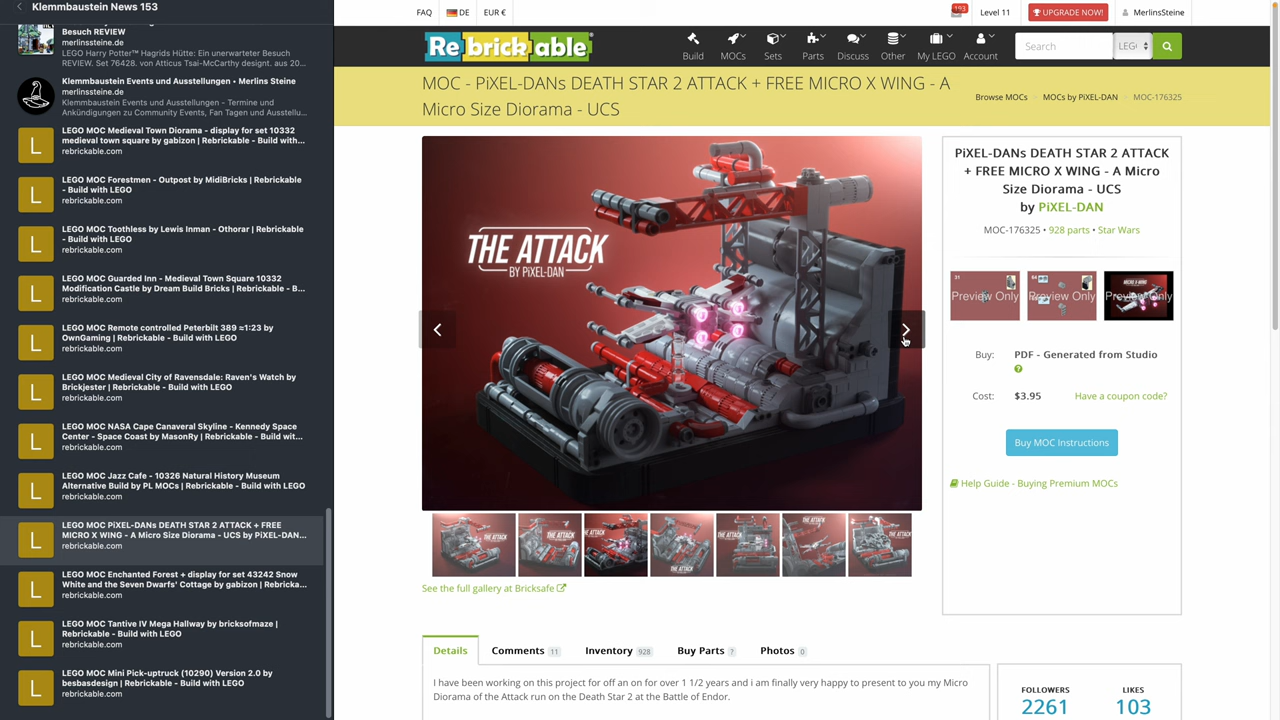 Klemmbaustein News 153
Besuch REVIEW
merlinssteine.de
LEGO Harry Potter™ Hagrids Hütte: Ein unerwarteter Besuch
REVIEW. Set 76428. von Atticus Tsai-McCarthy designt. aus 20...
Klemmbaustein Events und Ausstellungen • Merlins Steine
merlinssteine.de
Klemmbaustein Events und Ausstellungen - Termine und
Ankündigungen zu Community Events, Fan Tagen und Ausstellu...
L
LEGO MOC Medieval Town Diorama - display for set 10332
medieval town square by gabizon | Rebrickable - Build with...
rebrickable.com
L
LEGO MOC Forestmen - Outpost by MidiBricks | Rebrickable
- Build with LEGO
rebrickable.com
L
LEGO MOC Toothless by Lewis Inman - Othorar | Rebrickable
- Build with LEGO
rebrickable.com
L
LEGO MOC Guarded Inn - Medieval Town Square 10332
Modification Castle by Dream Build Bricks | Rebrickable - B...
rebrickable.com
L
LEGO MOC Remote controlled Peterbilt 389 ≈1:23 by
OwnGaming | Rebrickable - Build with LEGO
rebrickable.com
L
LEGO MOC Medieval City of Ravensdale: Raven's Watch by
Brickjester | Rebrickable - Build with LEGO
rebrickable.com
L
LEGO MOC NASA Cape Canaveral Skyline - Kennedy Space
Center - Space Coast by MasonRy | Rebrickable - Build wit...
rebrickable.com
L
LEGO MOC Jazz Cafe - 10326 Natural History Museum
Alternative Build by PL MOCs | Rebrickable - Build with LEGO
rebrickable.com
L
LEGO MOC PiXEL-DANs DEATH STAR 2 ATTACK + FREE
MICRO X WING - A Micro Size Diorama - UCS by PiXEL-DAN...
rebrickable.com
L
LEGO MOC Enchanted Forest + display for set 43242 Snow
White and the Seven Dwarfs' Cottage by gabizon | Rebricka...
rebrickable.com
L
LEGO MOC Tantive IV Mega Hallway by bricksofmaze |
Rebrickable - Build with LEGO
rebrickable.com
L
LEGO MOC Mini Pick-uptruck (10290) Version 2.0 by
besbasdesign | Rebrickable - Build with LEGO
rebrickable.com
FAQ DE EUR € 193 Level 11 UPGRADE NOW! MerlinsSteine
Rebrickable
Build MOCs Sets Parts Discuss Other My LEGO Account Search LEG
MOC - PiXEL-DANs DEATH STAR 2 ATTACK + FREE MICRO X WING - A
Micro Size Diorama - UCS
Browse MOCs MOCs by PiXEL-DAN MOC-176325
THE ATTACK
BY PiXEL-DAN
See the full gallery at Bricksafe
PiXEL-DANs DEATH STAR 2 ATTACK
+ FREE MICRO X WING - A Micro
Size Diorama - UCS
by PiXEL-DAN
MOC-176325 • 928 parts • Star Wars
Preview Only Preview Only Preview Only
Buy: PDF - Generated from Studio
Cost: $3.95 Have a coupon code?
Buy MOC Instructions
Help Guide - Buying Premium MOCs
Details Comments 11 Inventory 928 Buy Parts ? Photos 0
I have been working on this project for off an on for over 1 1/2 years and i am finally very happy to present to you my Micro
Diorama of the Attack run on the Death Star 2 at the Battle of Endor.
FOLLOWERS LIKES
2261 103